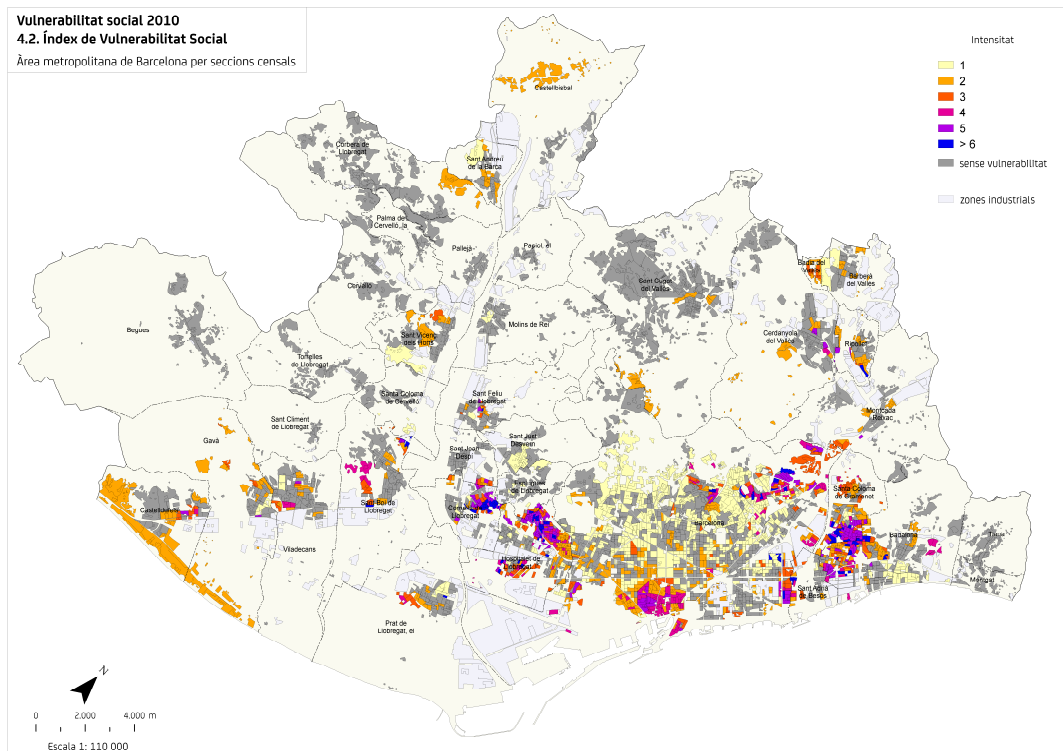 Vulnerabilitat social 2010
4.2. Índex de Vulnerabilitat Social
Àrea metropolitana de Barcelona per seccions censals
Intensitat
1
2
3
4
5
> 6
sense vulnerabilitat
zones industrials
Castellbisbal
Corbera de
Llobregat
Sant Andreu
de la Barca
Palma de
Cervelló, la
Pallejà
Papiol, el
Sant Cugat
del Vallès
Badia del
Vallès
Barberà
del Vallès
Cervelló
Begues
Sant Vicenç
dels Horts
Molins de Rei
Cerdanyola
del Vallès
Ripollet
Torrelles
de Llobregat
Santa Coloma
de Cervelló
Sant Feliu
de Llobregat
Montcada
Reixac
Sant Climent
de Llobregat
Gavà
Sant Just
Desvern
Sant Joan
Despí
Esplugues
de Llobregat
Santa Coloma
de Gramenet
Castelldefels
Sant Boi de
Llobregat
Cornellà
Llobregat
Barcelona
Badalona
Tiana
Viladecans
Hospitalet de
Llobregat
Montgat
Sant Adrià
de Besòs
Prat de
Llobregat, el
N
0
2.000
4.000 m
Escala 1: 110 000